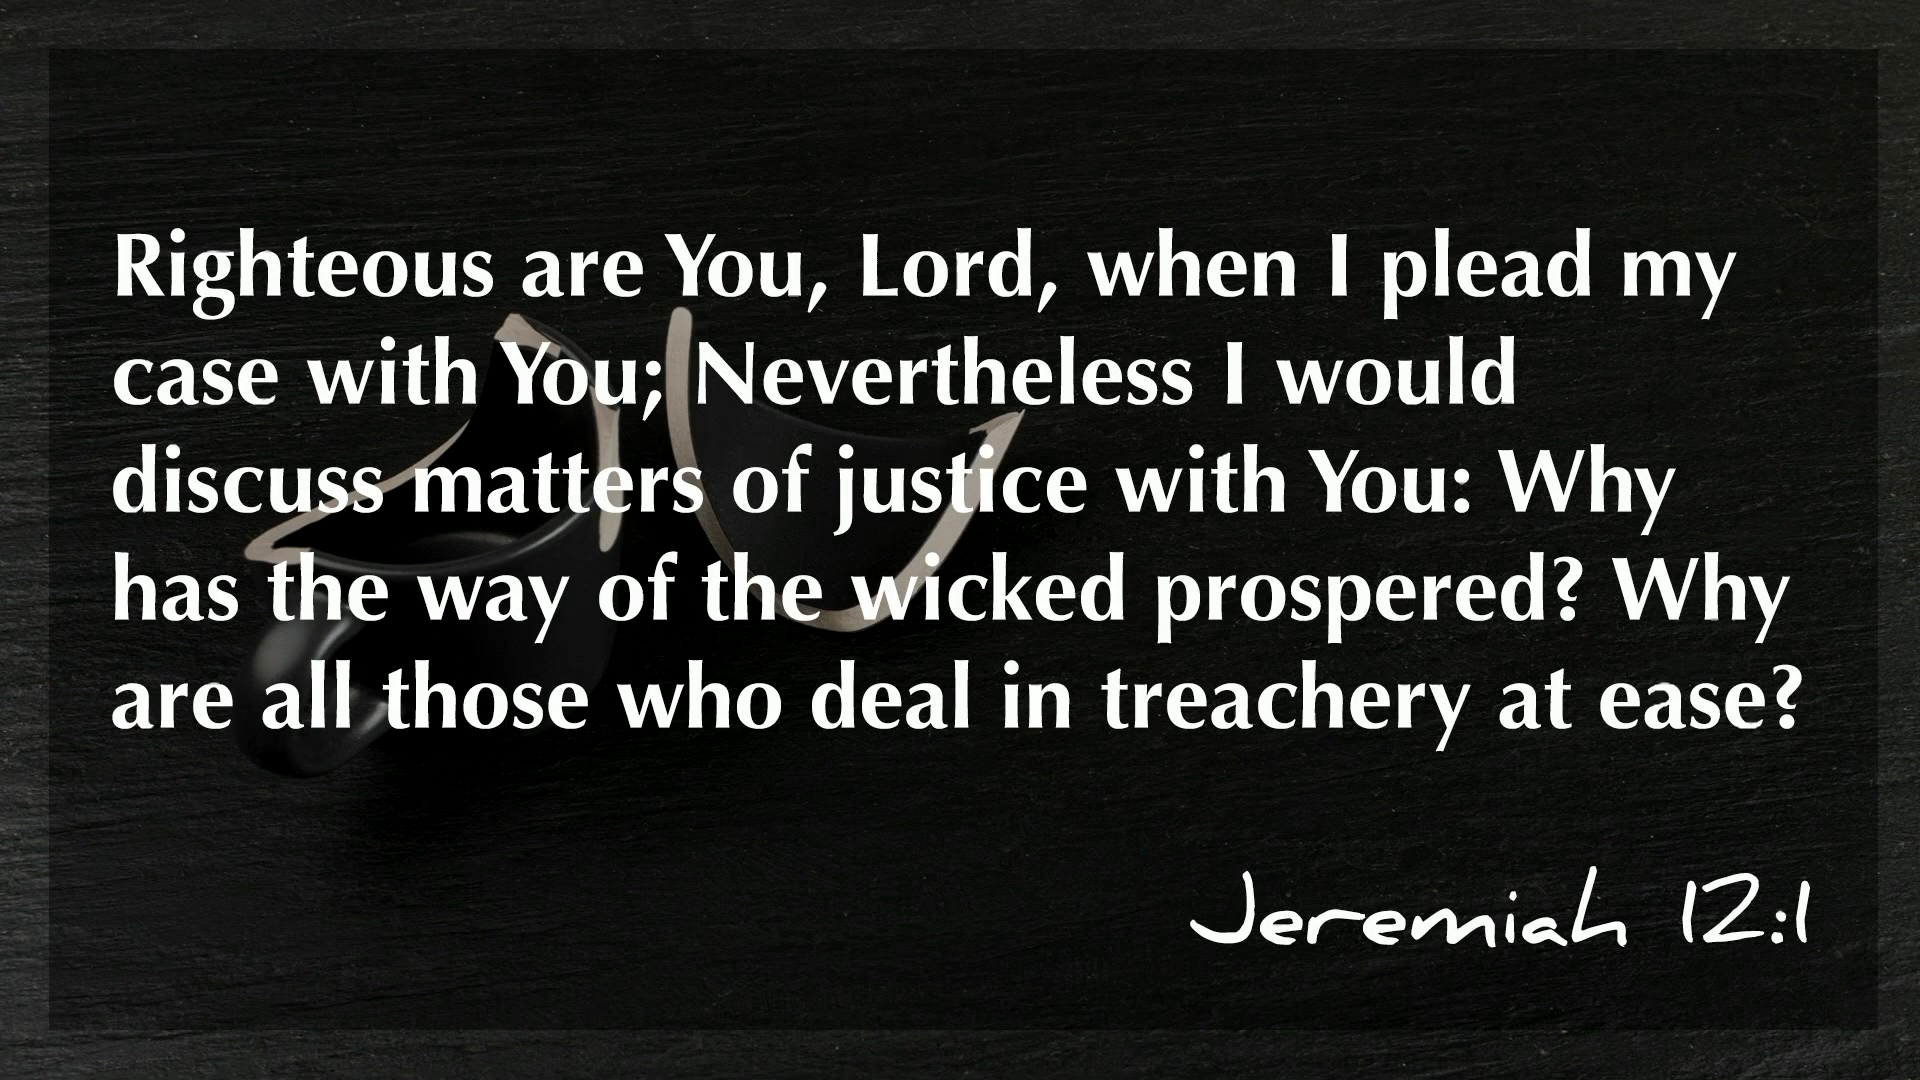 Righteous are You, Lord, when I plead my
case with You; Nevertheless I would
discuss matters of justice with You: Why
has the way of the wicked prospered? Why
are all those who deal in treachery at ease?
Jeremiah 12:1